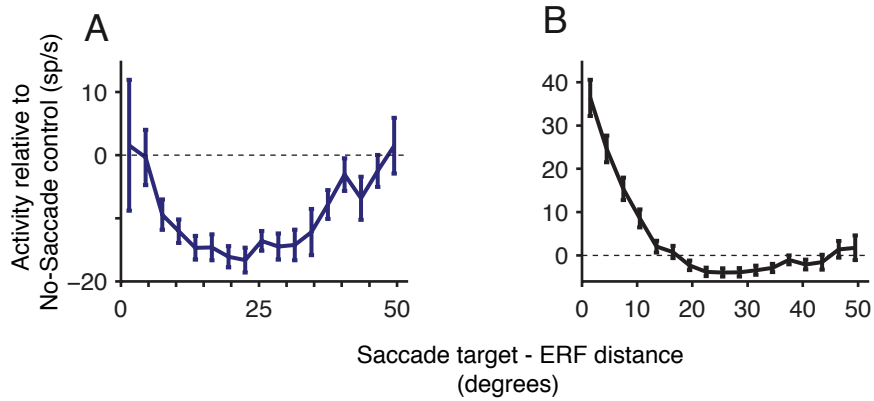 A
B
Activity relative to
No-Saccade control (sp/s)
10
0
−20
0
25
50
40
30
20
10
0
0
10
20
30
40
50
Saccade target - ERF distance
(degrees)